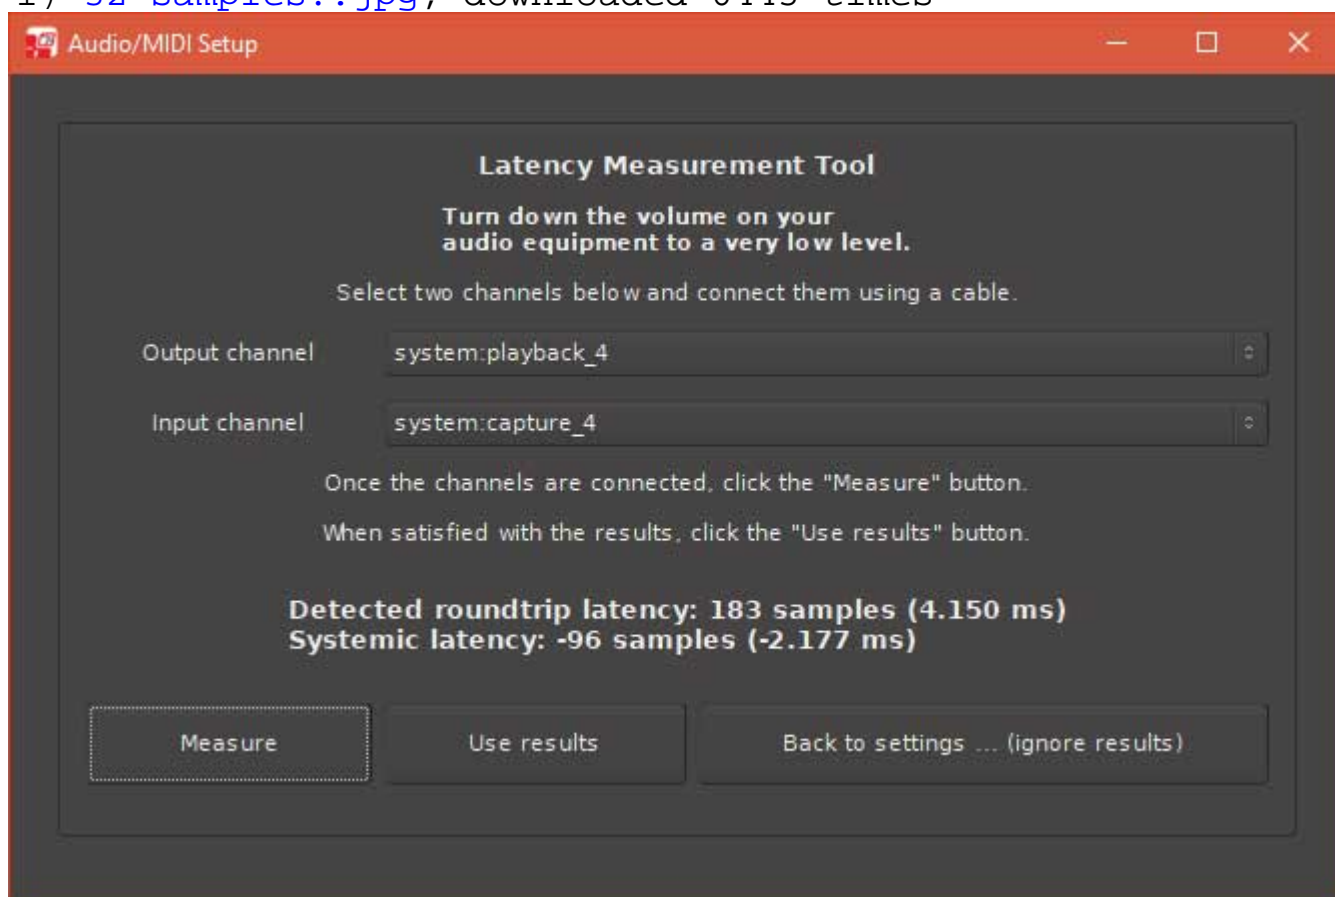 Audio/MIDI Setup
Latency Measurement Tool
Turn down the volume on your
audio equipment to a very low level.
Select two channels below and connect them using a cable.
Output channel system:playback_4
Input channel system:capture_4
Once the channels are connected, click the "Measure" button.
When satisfied with the results, click the "Use results" button.
Detected roundtrip latency: 183 samples (4.150 ms)
Systemic latency: -96 samples (-2.177 ms)
Measure Use results Back to settings ... (ignore results)